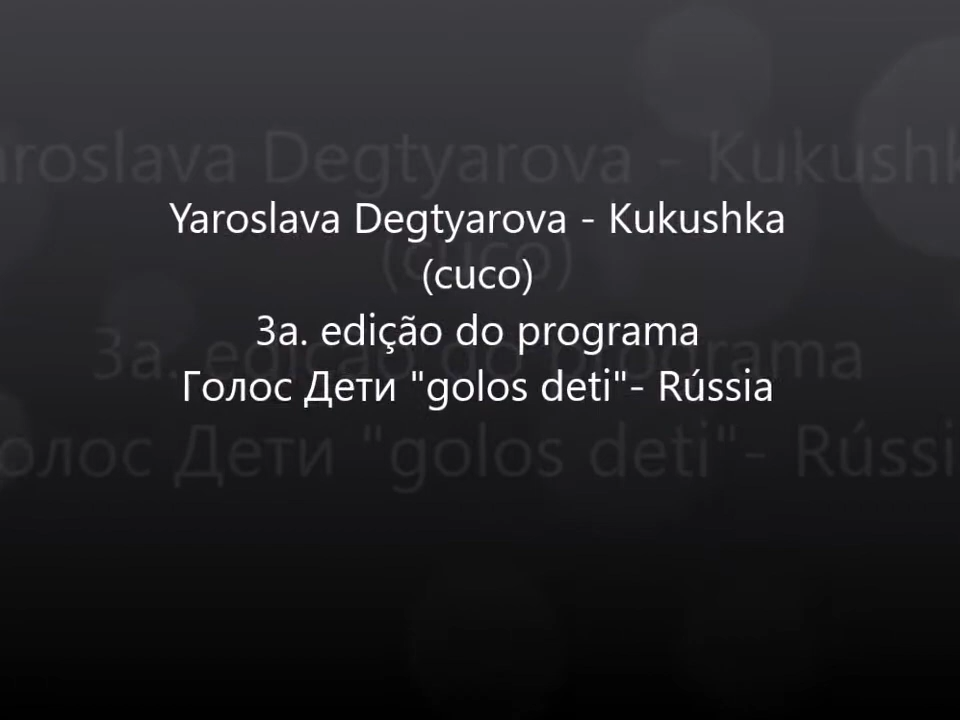 Yaroslava Degtyarova - Kukushka
(cuco)
3a. edição do programa
Голос Дети "golos deti"- Rússia